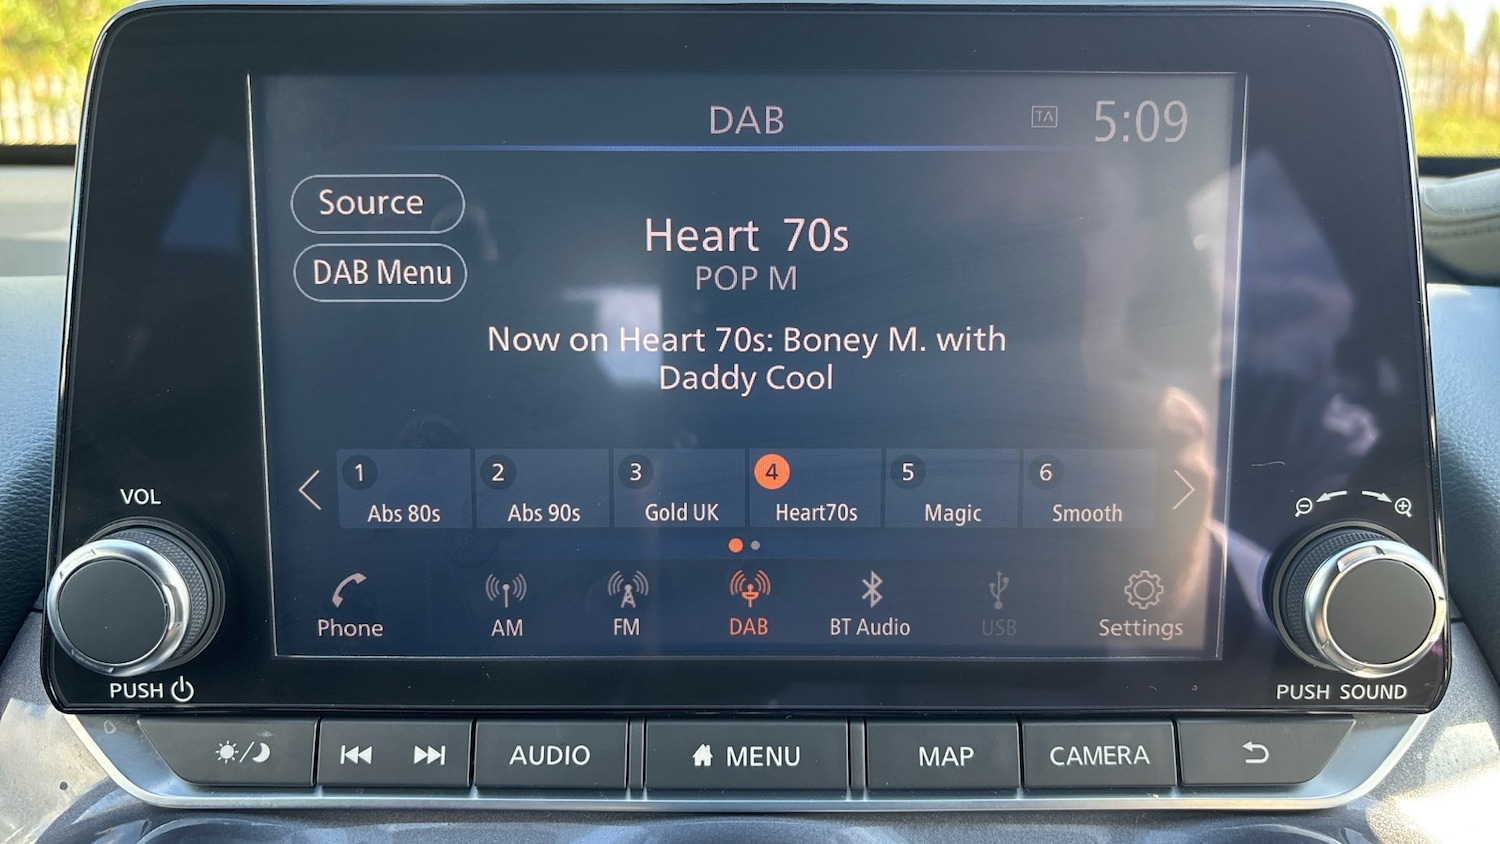 DAB
TA
5:09
Source
DAB Menu
Heart 70s
POP M
Now on Heart 70s: Boney M. with
Daddy Cool
1
Abs 80s
2
Abs 90s
3
Gold UK
4
Heart70s
5
Magic
6
Smooth
Phone
AM
FM
DAB
BT Audio
USB
Settings
VOL
PUSH
PUSH SOUND
AUDIO
MENU
MAP
CAMERA